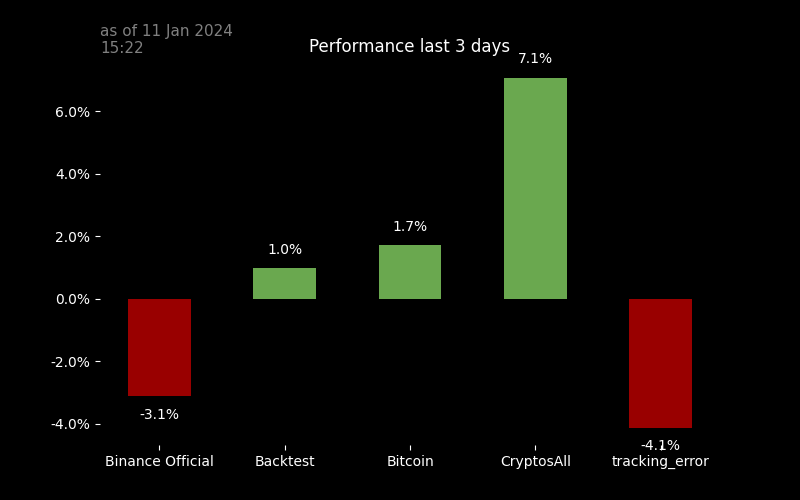 as of 11 Jan 2024
15:22
Performance last 3 days
7.1%
6.0%
4.0%
2.0%
1.7%
1.0%
0.0%
-2.0%
-3.1%
-4.0%
-4.1%
Binance Official
Backtest
Bitcoin
CryptosAll
tracking_error